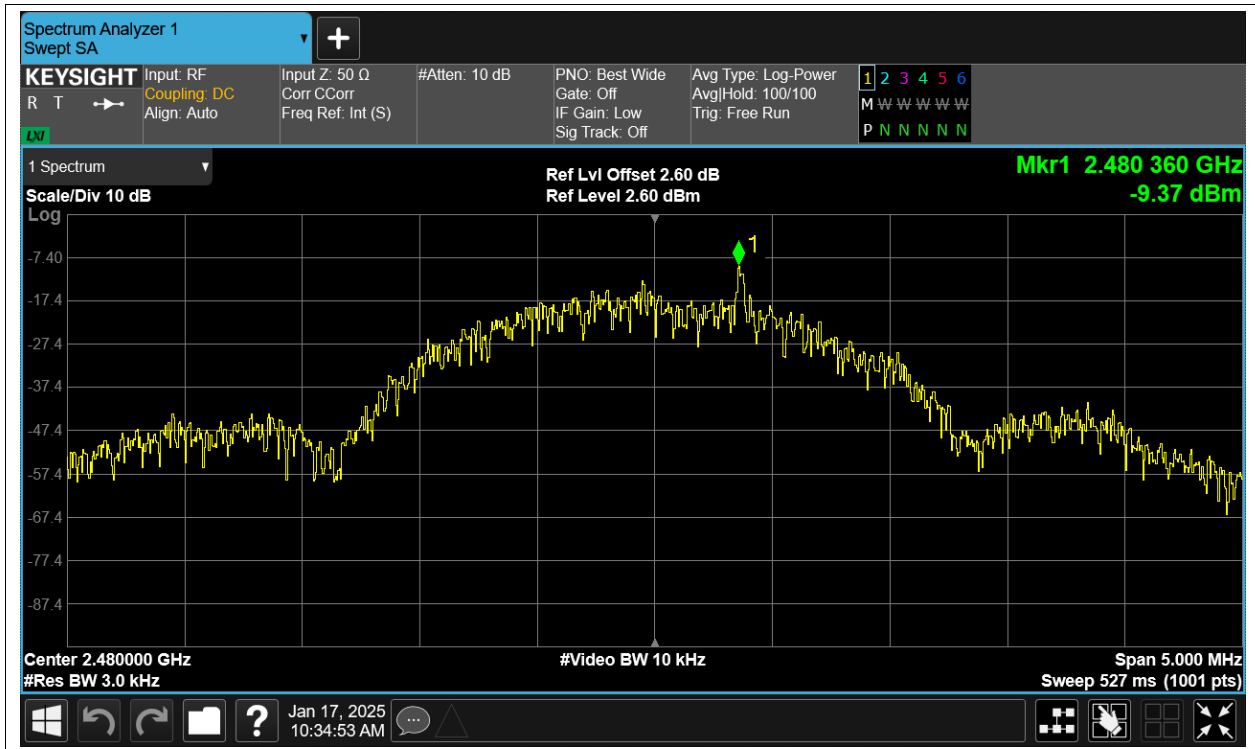 Spectrum Analyzer 1
Swept SA
KEYSIGHT
R T
LXI
Input: RF
Coupling: DC
Align: Auto
Input Z: 50 Ω
Corr CCorr
Freq Ref: Int (S)
#Atten: 10 dB
PNO: Best Wide
Gate: Off
IF Gain: Low
Sig Track: Off
Avg Type: Log-Power
Avg|Hold: 100/100
Trig: Free Run
1 2 3 4 5 6
M W W W W W
P N N N N N
1 Spectrum
Scale/Div 10 dB
Log
Ref Lvl Offset 2.60 dB
Ref Level 2.60 dBm
Mkr1 2.480 360 GHz
-9.37 dBm
1
-7.40
-17.4
-27.4
-37.4
-47.4
-57.4
-67.4
-77.4
-87.4
Center 2.480000 GHz
#Video BW 10 kHz
Span 5.000 MHz
#Res BW 3.0 kHz
Sweep 527 ms (1001 pts)
?
Jan 17, 2025
10:34:53 AM